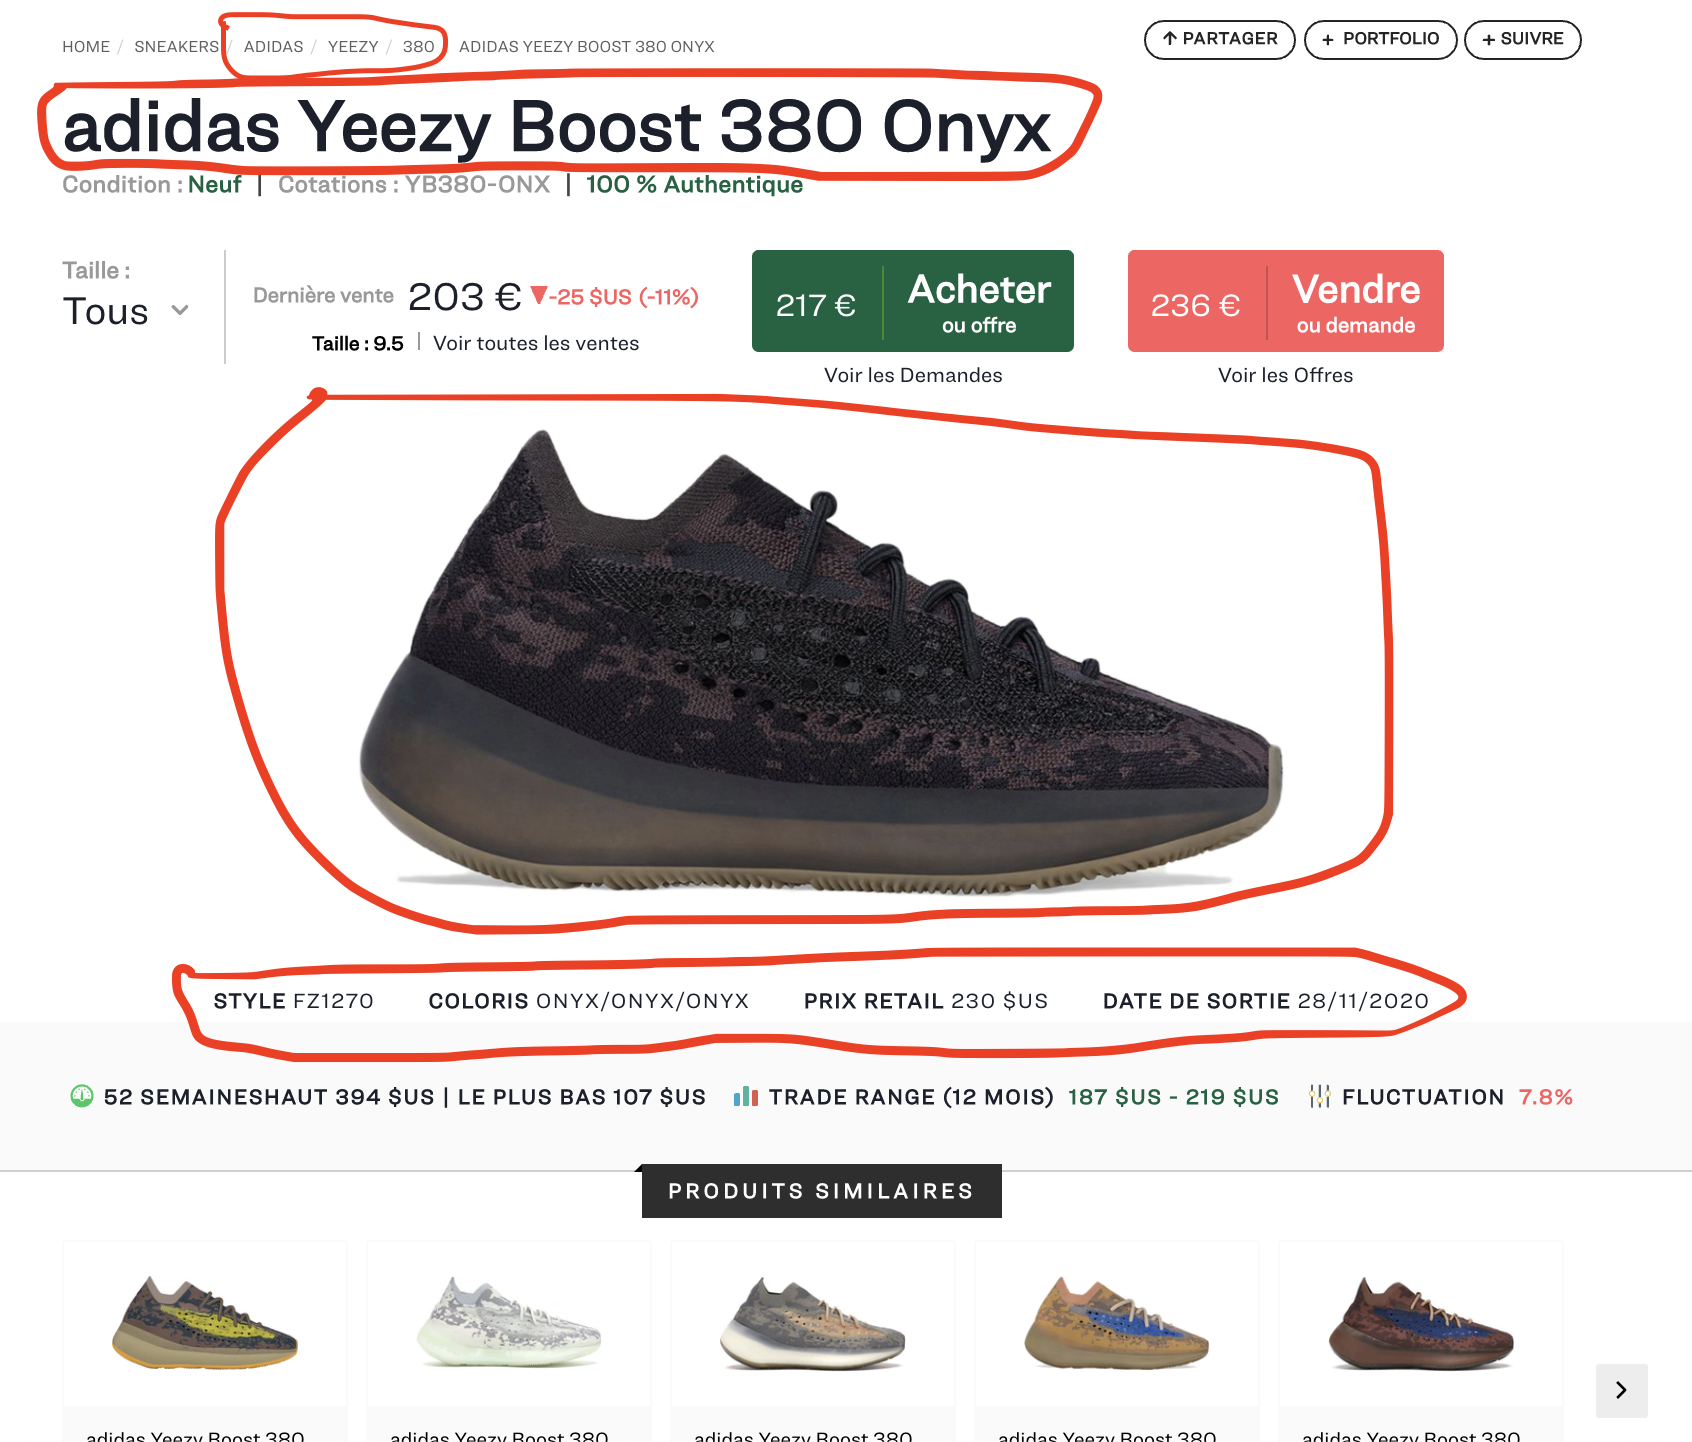 HOME / SNEAKERS / ADIDAS / YEEZY / 380 ADIDAS YEEZY BOOST 380 ONYX
PARTAGER
+ PORTFOLIO
+ SUIVRE
adidas Yeezy Boost 380 Onyx
Condition : Neuf | Cotations : YB380-ONX | 100 % Authentique
Taille :
Tous
Dernière vente 203 € ▼-25 $US (-11%)
Taille : 9.5 | Voir toutes les ventes
217 € Acheter
ou offre
Voir les Demandes
236 € Vendre
ou demande
Voir les Offres
STYLE FZ1270 COLORIS ONYX/ONYX/ONYX PRIX RETAIL 230 $US DATE DE SORTIE 28/11/2020
52 SEMAINESHAUT 394 $US | LE PLUS BAS 107 $US TRADE RANGE (12 MOIS) 187 $US - 219 $US FLUCTUATION 7.8%
PRODUITS SIMILAIRES
adidas Yeezy Boost 380
adidas Yeezy Boost 380
adidas Yeezy Boost 380
adidas Yeezy Boost 380
adidas Yeezy Boost 380